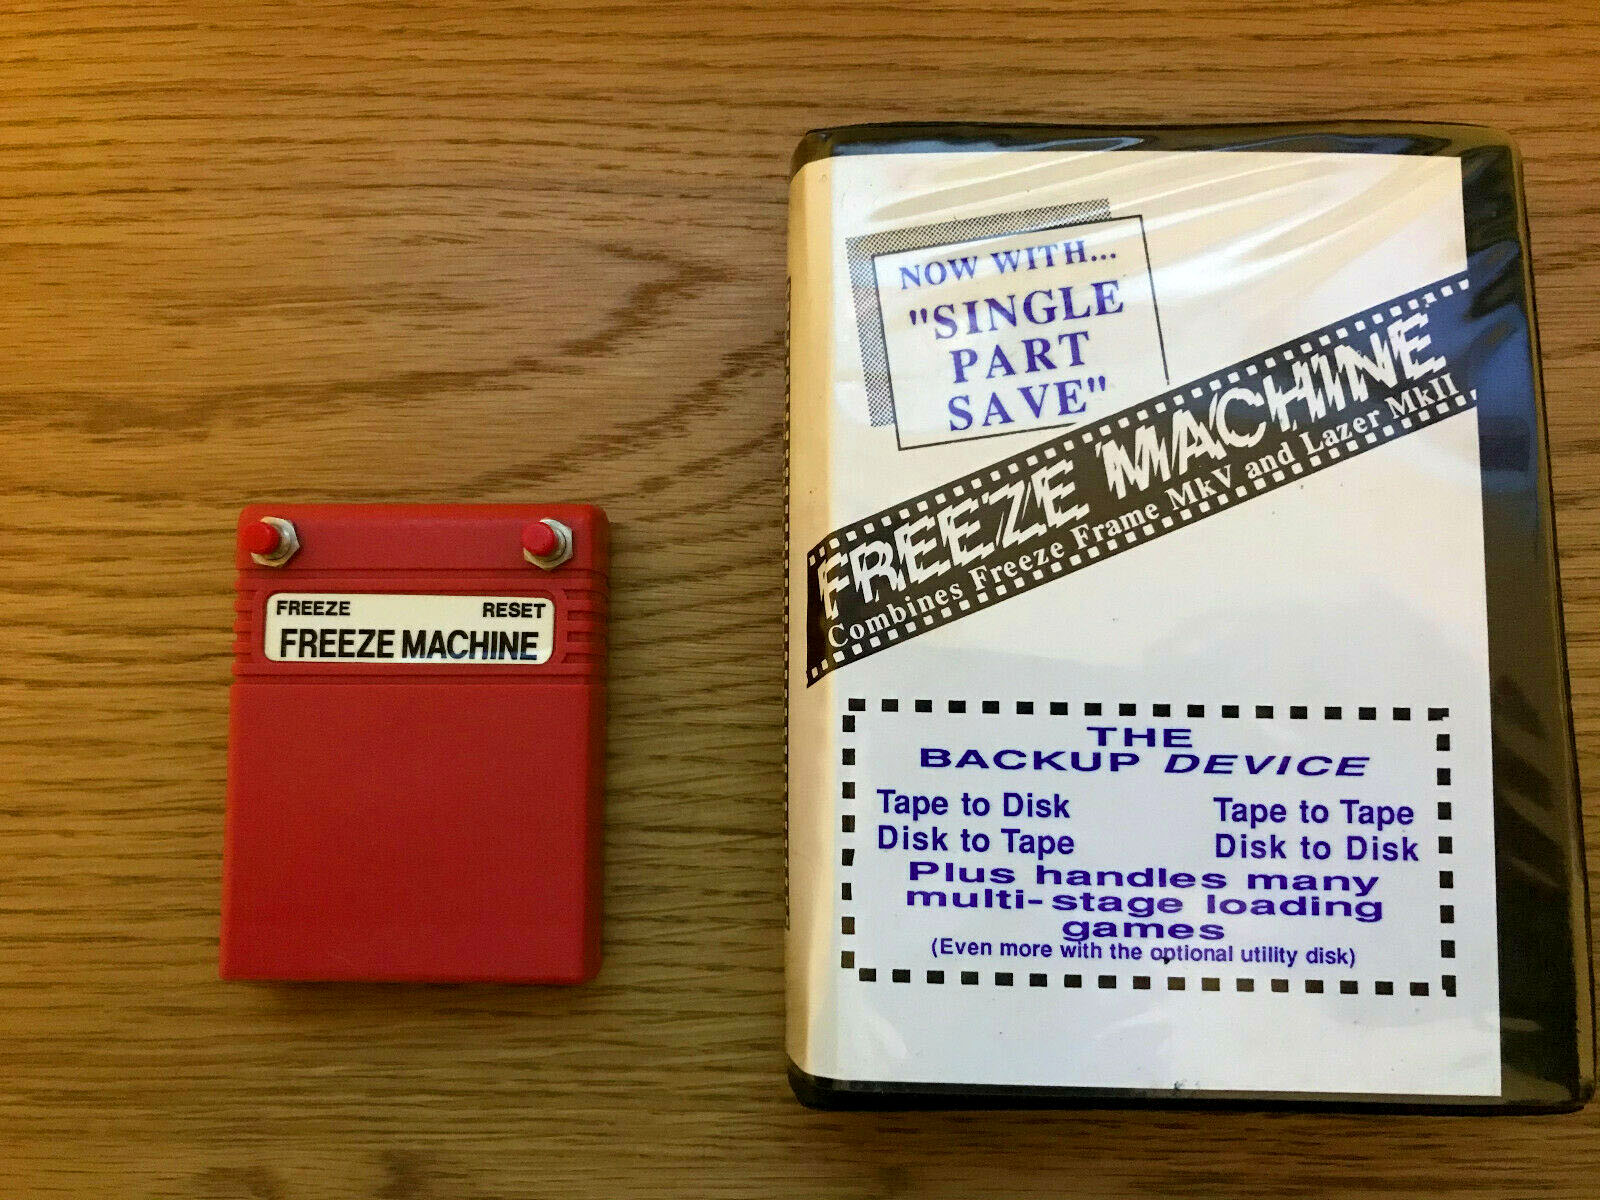 FREEZE RESET
FREEZE MACHINE
NOW WITH...
"SINGLE
PART
SAVE"
FREEZE MACHINE
Combines Freeze Frame MkV and Lazer MkII
THE
BACKUP DEVICE
Tape to Disk Tape to Tape
Disk to Tape Disk to Disk
Plus handles many
multi-stage loading
games
(Even more with the optional utility disk)